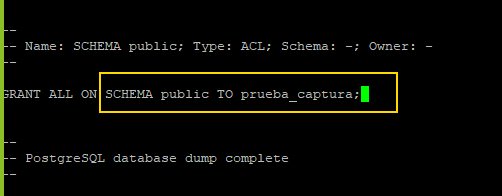 --
-- Name: SCHEMA public; Type: ACL; Schema: -; Owner: -
--
GRANT ALL ON SCHEMA public TO prueba_captura;
--
-- PostgreSQL database dump complete
--